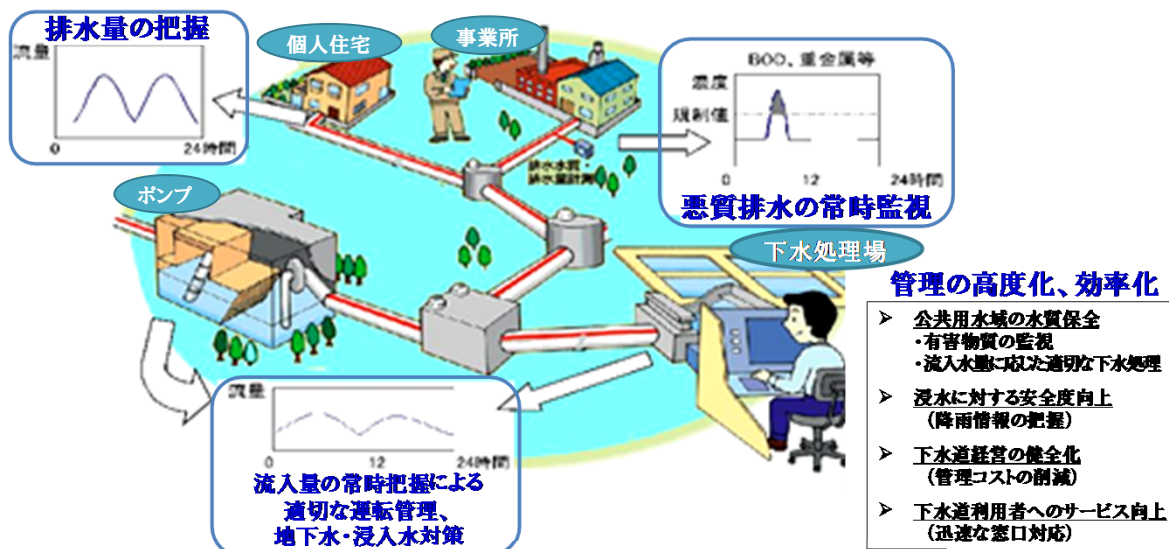 排水量の把握
流量
0
24時間
個人住宅
事業所
BOD、重金属等
濃度
規制値
0
12
24時間
悪質排水の常時監視
排水水質・
排水量計測
ポンプ
下水処理場
管理の高度化、効率化
➢ 公共用水域の水質保全
・有害物質の監視
・流入水量に応じた適切な下水処理
➢ 浸水に対する安全度向上
（降雨情報の把握）
➢ 下水道経営の健全化
（管理コストの削減）
➢ 下水道利用者へのサービス向上
（迅速な窓口対応）
流量
0
12
24時間
流入量の常時把握による
適切な運転管理、
地下水・浸入水対策